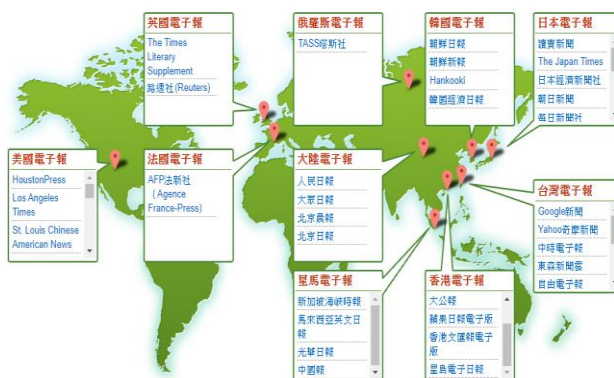 英國電子報
The Times
Literary
Supplement
路透社(Reuters)
俄羅斯電子報
TASS塔斯社
韓國電子報
朝鮮日報
朝鮮新報
Hankooki
韓國經濟日報
日本電子報
讀賣新聞
The Japan Times
日本經濟新聞社
朝日新聞
每日新聞社
美國電子報
HoustonPress
Los Angeles
Times
St. Louis Chinese
American News
法國電子報
AFP法新社
(Agence
France-Press)
大陸電子報
人民日報
大眾日報
北京晨報
北京日報
台灣電子報
Google新聞
Yahoo奇摩新聞
中時電子報
東森新聞雲
自由電子報
星馬電子報
新加坡海峽時報
馬來西亞英文日
報
光華日報
中國報
香港電子報
大公報
蘋果日報電子版
香港文匯報電子
版
星島電子日報